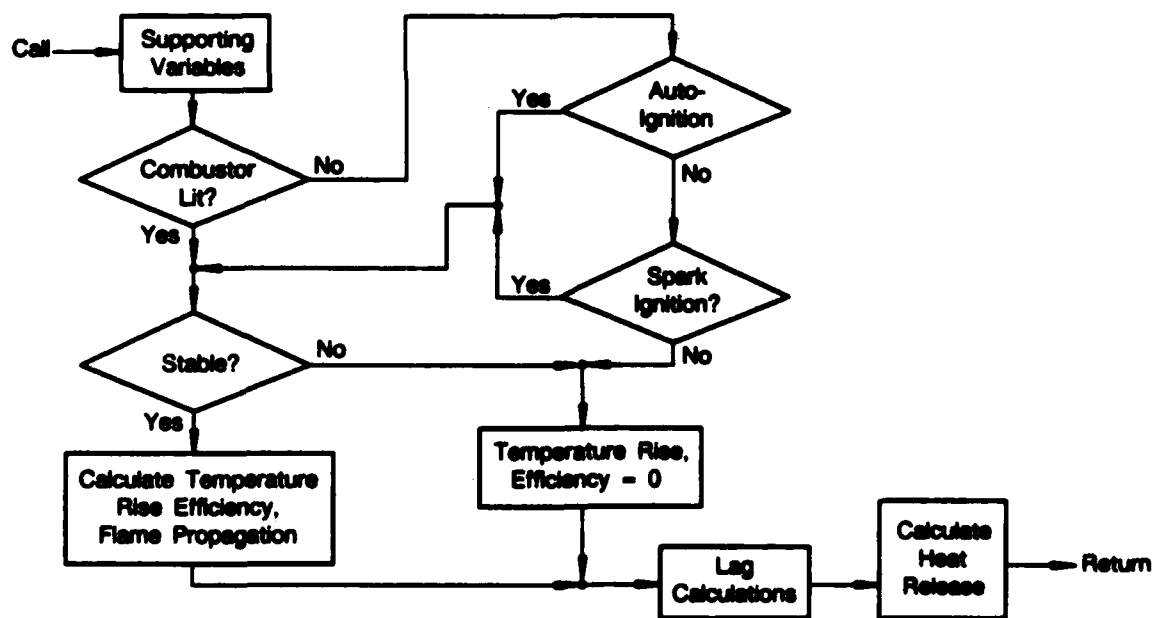 Call
Supporting
Variables
Combustor
Lit?
No
Yes
Auto-
Ignition
Yes
No
Spark
Ignition?
Yes
No
Stable?
No
Yes
Calculate Temperature
Rise Efficiency,
Flame Propagation
Temperature Rise,
Efficiency = 0
Lag
Calculations
Calculate
Heat
Release
Return